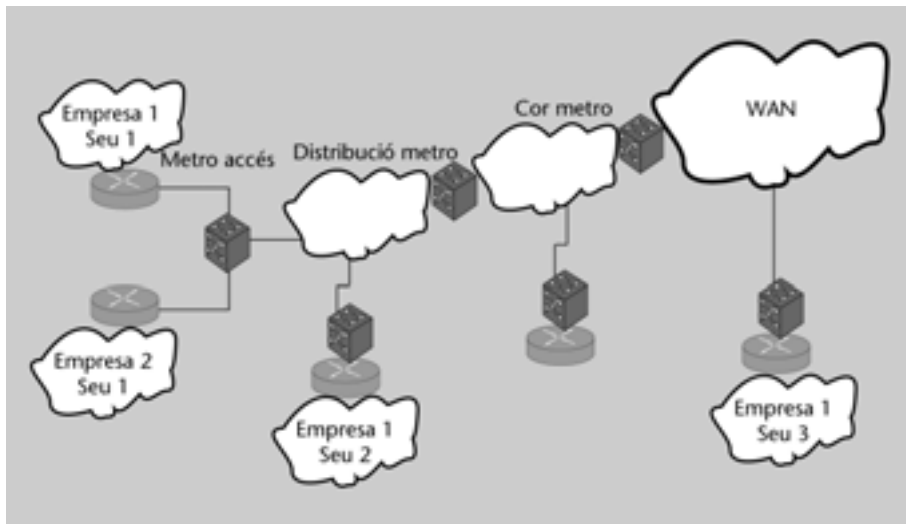 Empresa 1
Seu 1
Metro accés
Distribució metro
Cor metro
WAN
Empresa 2
Seu 1
Empresa 1
Seu 2
Empresa 1
Seu 3